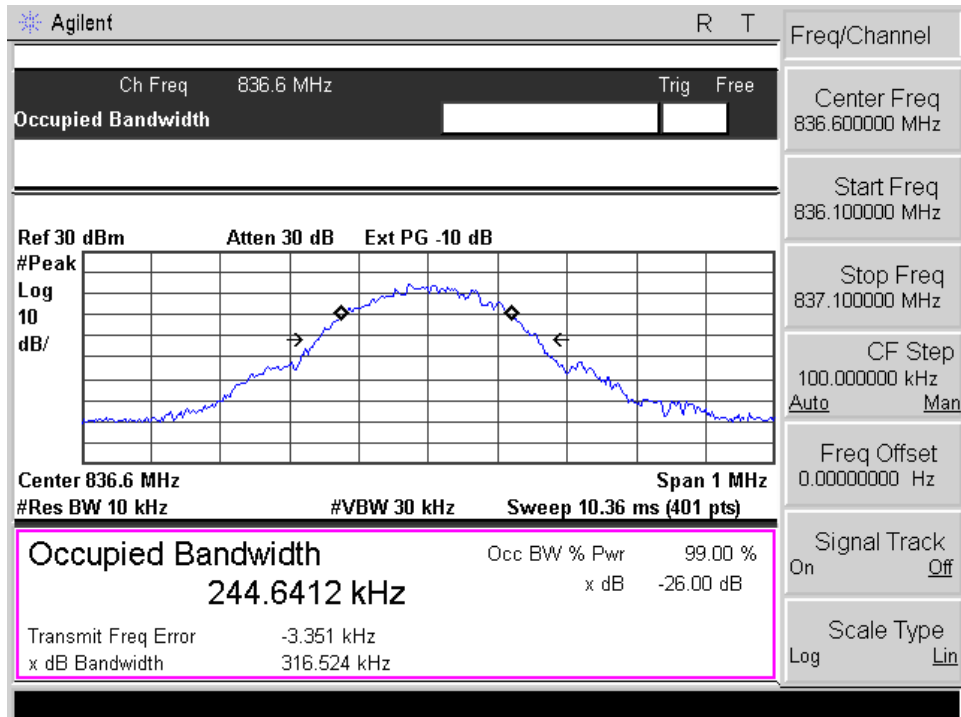 Agilent R T
Ch Freq 836.6 MHz Trig Free
Occupied Bandwidth
Ref 30 dBm Atten 30 dB Ext PG -10 dB
#Peak
Log
10
dB/
Center 836.6 MHz Span 1 MHz
#Res BW 10 kHz #VBW 30 kHz Sweep 10.36 ms (401 pts)
Occupied Bandwidth Occ BW % Pwr 99.00 %
244.6412 kHz x dB -26.00 dB
Transmit Freq Error -3.351 kHz
x dB Bandwidth 316.524 kHz
Freq/Channel
Center Freq
836.600000 MHz
Start Freq
836.100000 MHz
Stop Freq
837.100000 MHz
CF Step
100.000000 kHz
Auto Man
Freq Offset
0.00000000 Hz
Signal Track
On Off
Scale Type
Log Lin